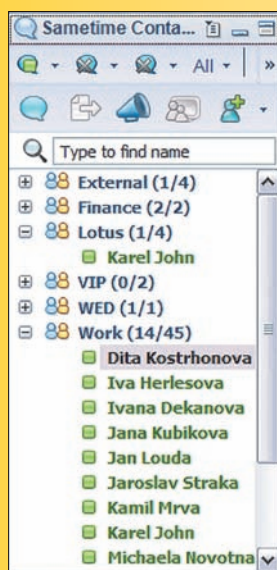 Sametime Conta...
All
»
Type to find name
External (1/4)
Finance (2/2)
Lotus (1/4)
Karel John
VIP (0/2)
WED (1/1)
Work (14/45)
Dita Kostrhonova
Iva Herlesova
Ivana Dekanova
Jana Kubikova
Jan Louda
Jaroslav Straka
Kamil Mrva
Karel John
Michaela Novotna